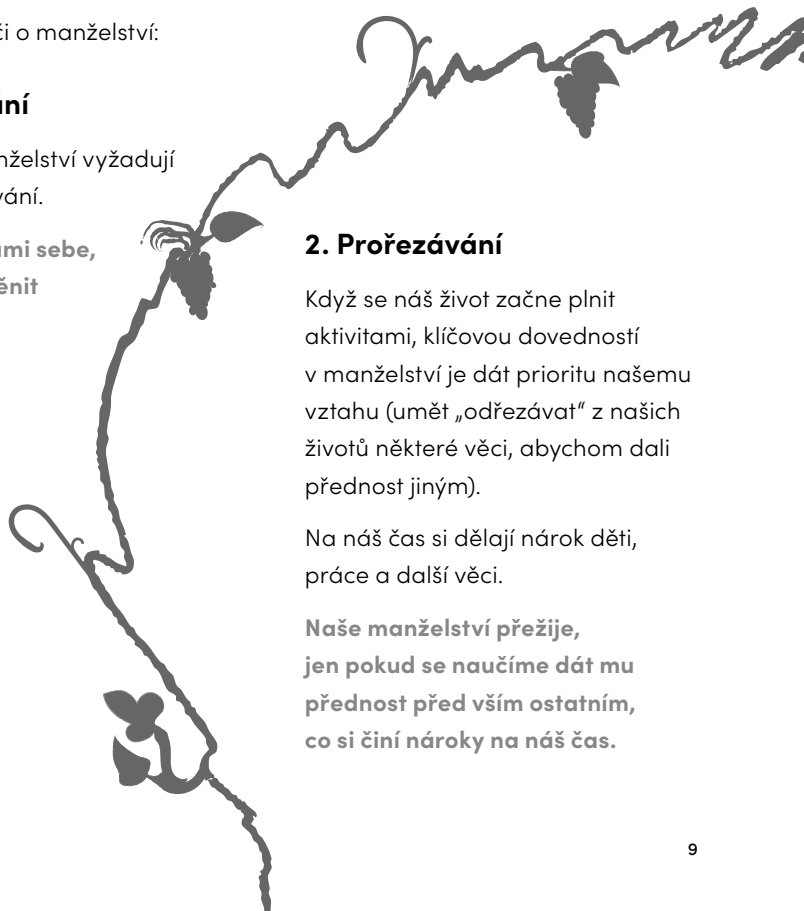 či o manželství:
ání
nželství vyžadují
vání.
ami sebe,
ěnit
2. Prořezávání
Když se náš život začne plnit
aktivitami, klíčovou dovedností
v manželství je dát prioritu našemu
vztahu (umět „odřezávat“ z našich
životů některé věci, abychom dali
přednost jiným).
Na náš čas si dělají nárok děti,
práce a další věci.
Naše manželství přežije,
jen pokud se naučíme dát mu
přednost před vším ostatním,
co si činí nároky na náš čas.
9